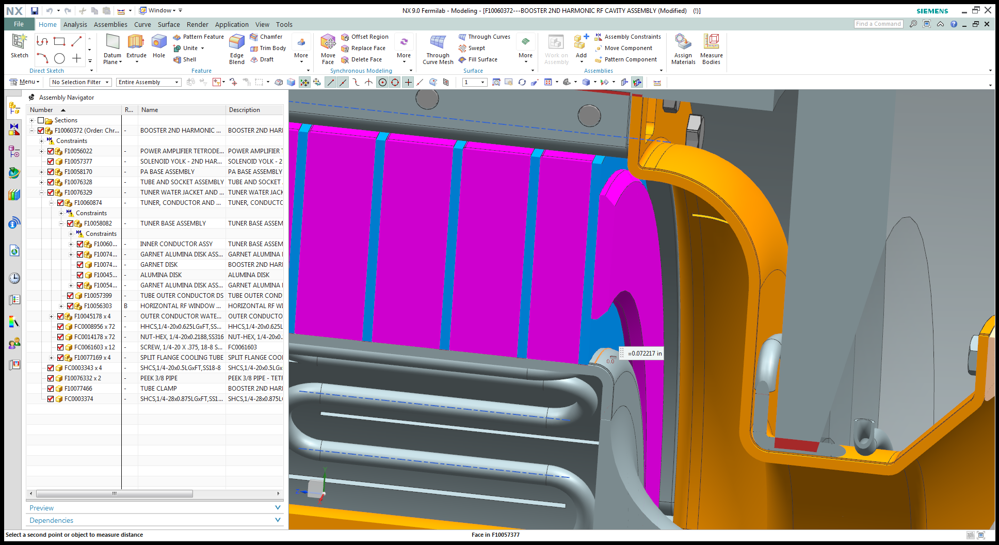 NX Window NX 9.0 Fermilab - Modeling - [F10060372---BOOSTER 2ND HARMONIC RF CAVITY ASSEMBLY (Modified) (!)] SIEMENS
File Home Analysis Assemblies Curve Surface Render Application View Tools Find a Command
Pattern Feature Chamfer Offset Region Through Curves Assembly Constraints
Unite Trim Body Replace Face Swept Move Component
Sketch Datum Plane Extrude Hole Shell Edge Blend Draft More Move Face Delete Face More Through Curve Mesh Fill Surface More Work on Assembly Add Pattern Component Assign Materials Measure Bodies
Direct Sketch Feature Synchronous Modeling Surface Assemblies
Menu No Selection Filter Entire Assembly 1
Assembly Navigator
Number R... Name Description
Sections
F10060372 (Order: Chr... - BOOSTER 2ND HARMONIC ... BOOSTER 2ND HAR
Constraints
F10056022 - POWER AMPLIFIER TETRODE... POWER AMPLIFIER T
F10057377 - SOLENOID YOLK - 2ND HAR... SOLENOID YOLK - 2
F10058170 - PA BASE ASSEMBLY PA BASE ASSEMBLY
F10076328 - TUBE AND SOCKET ASSEMBLY TUBE AND SOCKET
F10076329 - TUNER WATER JACKET AND ... TUNER WATER JACK
F10060874 - TUNER, CONDUCTOR AND ... TUNER, CONDUCTO
Constraints
F10058082 - TUNER BASE ASSEMBLY TUNER BASE ASSEM
Constraints
F10060... - INNER CONDUCTOR ASSY TUNER BASE ASSEM
F10074... - GARNET ALUMINA DISK ASS... GARNET ALUMINA
F10074... - GARNET DISK BOOSTER 2ND HAR
F10045... - ALUMINA DISK ALUMINA DISK
F10054... - GARNET ALUMINA DISK ASS... GARNET ALUMINA
F10057399 - TUBE OUTER CONDUCTOR DS TUBE OUTER COND
F10056303 B HORIZONTAL RF WINDOW ... HORIZONTAL RF WI
F10045178 x 4 - OUTER CONDUCTOR WATE... OUTER CONDUCTO
FC0008956 x 72 - HHCS,1/4-20x0.625LGxFT,SS... HHCS,1/4-20x0.625L
FC0014178 x 72 - NUT-HEX, 1/4-20x0.2188,SS316 NUT-HEX, 1/4-20x0.
FC0061603 x 12 - SCREW, 1/4-20 X .375, 18-8 S... FC0061603
F10077169 x 4 - SPLIT FLANGE COOLING TUBE SPLIT FLANGE COO
FC0003343 x 4 - SHCS,1/4-20x0.5LGxFT,SS18-8 SHCS,1/4-20x0.5LGx
F10076332 x 2 - PEEK 3/8 PIPE PEEK 3/8 PIPE - TETF
F10077466 - TUBE CLAMP BOOSTER 2ND HAR
FC0003374 - SHCS,1/4-28x0.875LGxFT,SS1... SHCS,1/4-28x0.875L
=0.072217 in
0.0
Y
Z
Preview
Dependencies
Select a second point or object to measure distance Face in F10057377